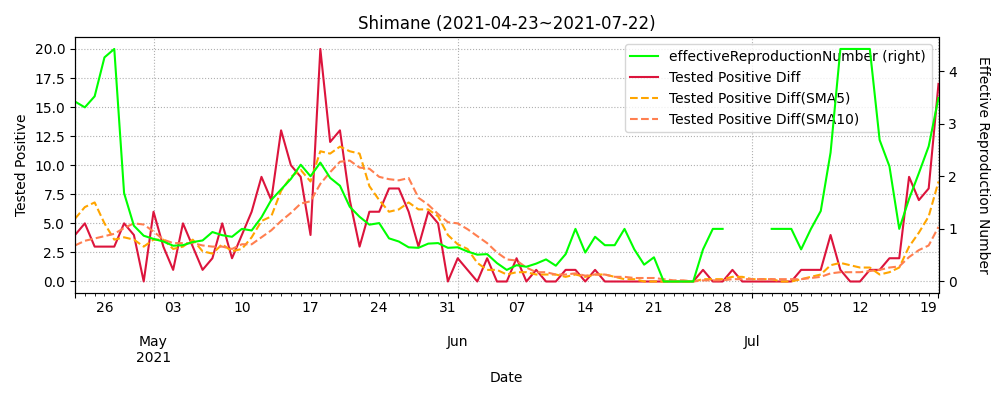 Shimane (2021-04-23~2021-07-22)
effectiveReproductionNumber (right)
Tested Positive Diff
Tested Positive Diff(SMA5)
Tested Positive Diff(SMA10)
Tested Positive
20.0
17.5
15.0
12.5
10.0
7.5
5.0
2.5
0.0
Effective Reproduction Number
4
3
2
1
0
26 03 10 17 24 31 07 14 21 28 05 12 19
May Jun Jul
2021
Date